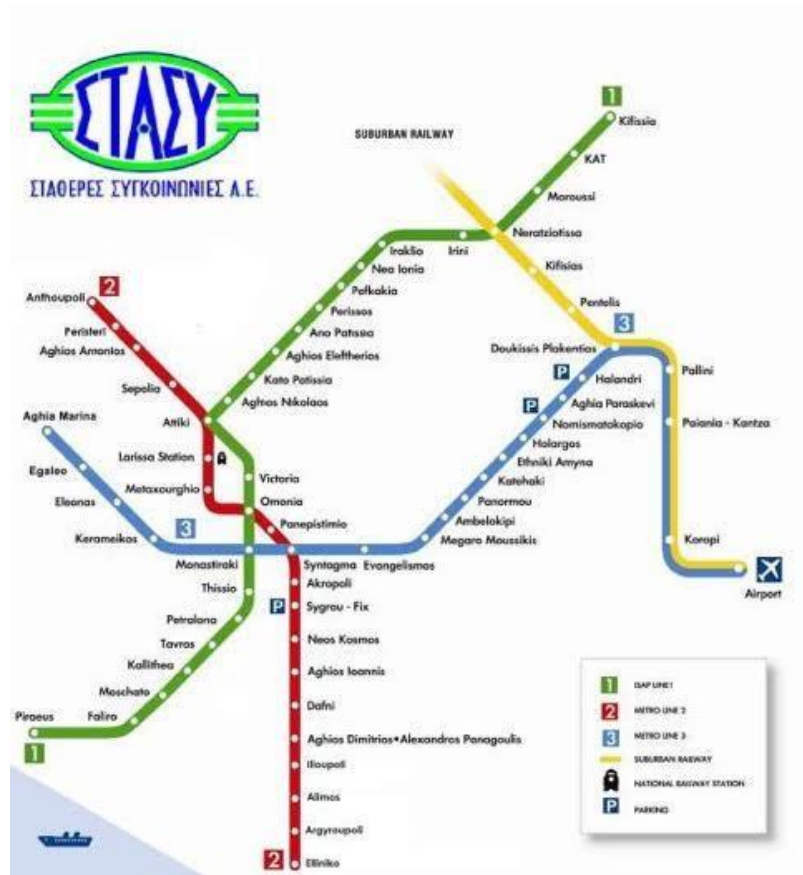 ΣΤΑΣΥ
ΣΤΑΘΕΡΕΣ ΣΥΓΚΟΙΝΩΝΙΕΣ Α.Ε.
SUBURBAN RAILWAY
1
Kifissia
KAT
Maroussi
Neratziotissa
Irini
Iraklio
Nea Ionia
Pefkakia
Perissos
Ano Patissia
Aghios Eleftherios
Kato Patissia
Aghios Nikolaos
Kifisias
Pentelis
2
Anthoupoli
Peristeri
Aghios Antonios
Sepolia
Attiki
Larissa Station
Metaxourghio
Victoria
Omonia
Panepistimio
Aghia Marina
Egaleo
Eleonas
Kerameikos
3
Monastiraki
Syntagma
Evangelismos
Megaro Moussikis
Ambelokipi
Panormou
Katehaki
Ethniki Amyna
Holargos
Nomismatokopio
P
Aghia Paraskevi
P
Halandri
Doukissis Plakentias
3
Pallini
Paiania - Kantza
Koropi
Airport
Thissio
Petralona
Tavros
Kallithea
Moschato
Faliro
Piraeus
1
Akropoli
P
Sygrou - Fix
Neos Kosmos
Aghios Ioannis
Dafni
Aghios Dimitrios•Alexandros Panagoulis
Ilioupoli
Alimos
Argyroupoli
2
Elliniko
1 ISAP LINE1
2 METRO LINE 2
3 METRO LINE 3
SUBURBAN RAILWAY
NATIONAL RAILWAY STATION
P PARKING